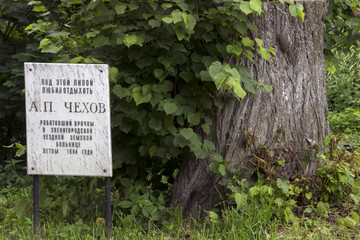 ПОД ЭТОЙ ЛИПОЙ
ЛЮБИЛ ОТДЫХАТЬ
А.П. ЧЕХОВ
РАБОТАВШИЙ ВРАЧОМ
В ЗВЕНИГОРОДСКОЙ
УЕЗДНОЙ ЗЕМСКОЙ
БОЛЬНИЦЕ
ЛЕТОМ 1884 ГОДА